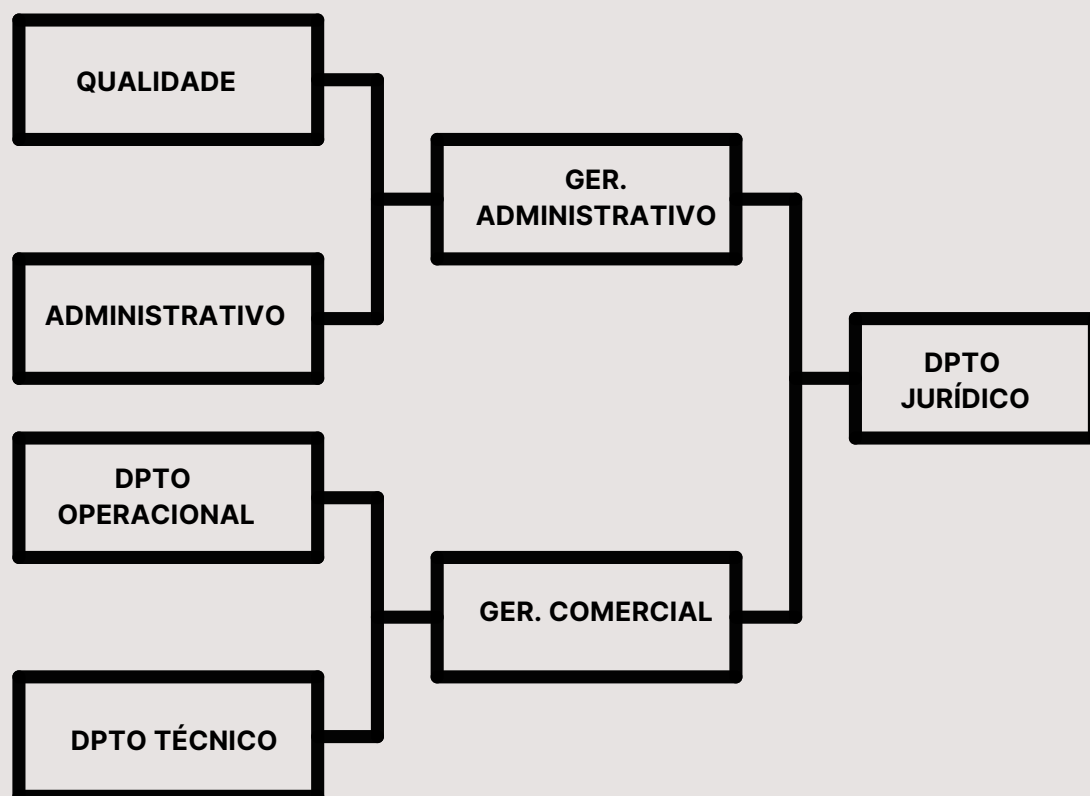 QUALIDADE
GER.
ADMINISTRATIVO
ADMINISTRATIVO
DPTO
JURÍDICO
DPTO
OPERACIONAL
GER. COMERCIAL
DPTO TÉCNICO